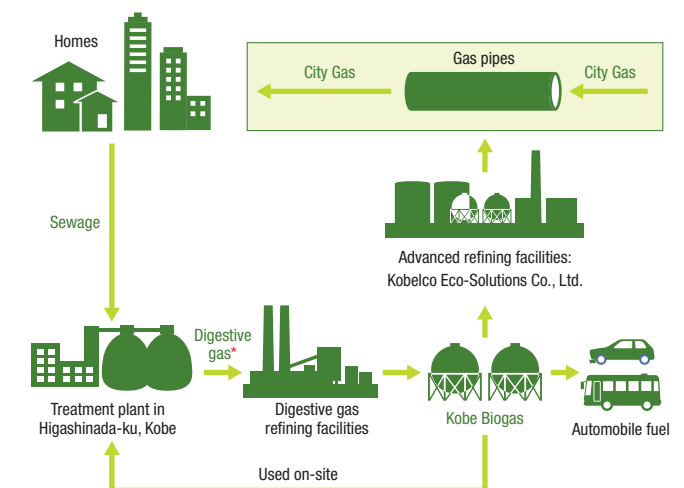 Homes
Gas pipes
City Gas
City Gas
Sewage
Advanced refining facilities:
Kobelco Eco-Solutions Co., Ltd.
Digestive
gas*
Treatment plant in
Higashinada-ku, Kobe
Digestive gas
refining facilities
Kobe Biogas
Automobile fuel
Used on-site